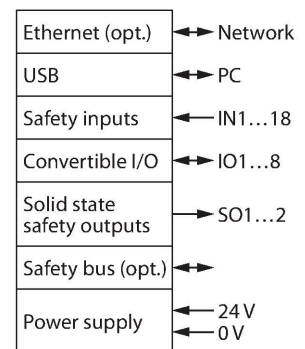 Ethernet (opt.) Network
USB PC
Safety inputs IN1...18
Convertible I/O IO1...8
Solid state
safety outputs SO1...2
Safety bus (opt.)
Power supply 24 V
0 V